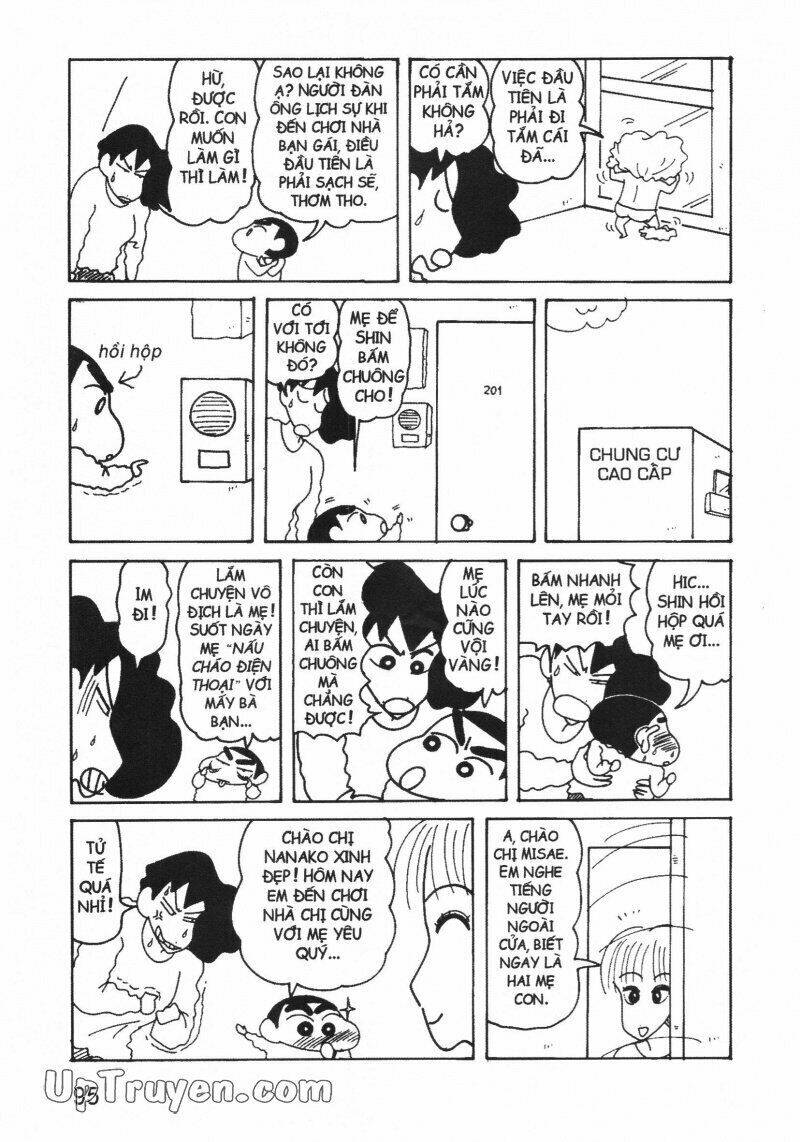 VIỆC ĐẦU
TIÊN LÀ
PHẢI ĐI
TẮM CÁI
ĐÃ...
CÓ CẦN
PHẢI TẮM
KHÔNG
HẢ?
SAO LẠI KHÔNG
Ạ? NGƯỜI ĐÀN
ÔNG LỊCH SỰ KHI
ĐẾN CHƠI NHÀ
BẠN GÁI, ĐIỀU
ĐẦU TIÊN LÀ
PHẢI SẠCH SẼ,
THƠM THO.
HỪ,
ĐƯỢC
RỒI. CON
MUỐN
LÀM GÌ
THÌ LÀM!
CHUNG CƯ
CAO CẤP
201
MẸ ĐỂ
SHIN
BẤM
CHUÔNG
CHO!
CÓ
VỚI TỚI
KHÔNG
ĐÓ?
hồi hộp
HIC...
SHIN HỒI
HỘP QUÁ
MẸ ƠI...
BẤM NHANH
LÊN, MẸ MỎI
TAY RỒI!
MẸ
LÚC
NÀO
CŨNG
VỘI
VÀNG!
CÒN
CON
THÌ LẮM
CHUYỆN,
AI BẤM
CHUÔNG
MÀ
CHẲNG
ĐƯỢC!
LẮM
CHUYỆN VÔ
ĐỊCH LÀ MẸ!
SUỐT NGÀY
MẸ "NẤU
CHÁO ĐIỆN
THOẠI" VỚI
MẤY BÀ
BẠN...
IM
ĐI!
A, CHÀO
CHỊ MISAE.
EM NGHE
TIẾNG
NGƯỜI
NGOÀI
CỬA, BIẾT
NGAY LÀ
HAI MẸ
CON.
CHÀO CHỊ
NANAKO XINH
ĐẸP! HÔM NAY
EM ĐẾN CHƠI
NHÀ CHỊ CÙNG
VỚI MẸ YÊU
QUÝ...
TỬ
TẾ
QUÁ
NHỈ!
UpTruyen.com